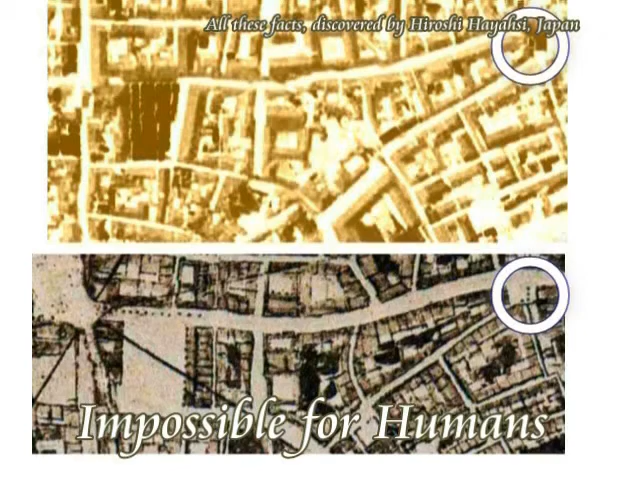 All these facts, discovered by Hiroshi Hayahsi, Japan
Impossible for Humans